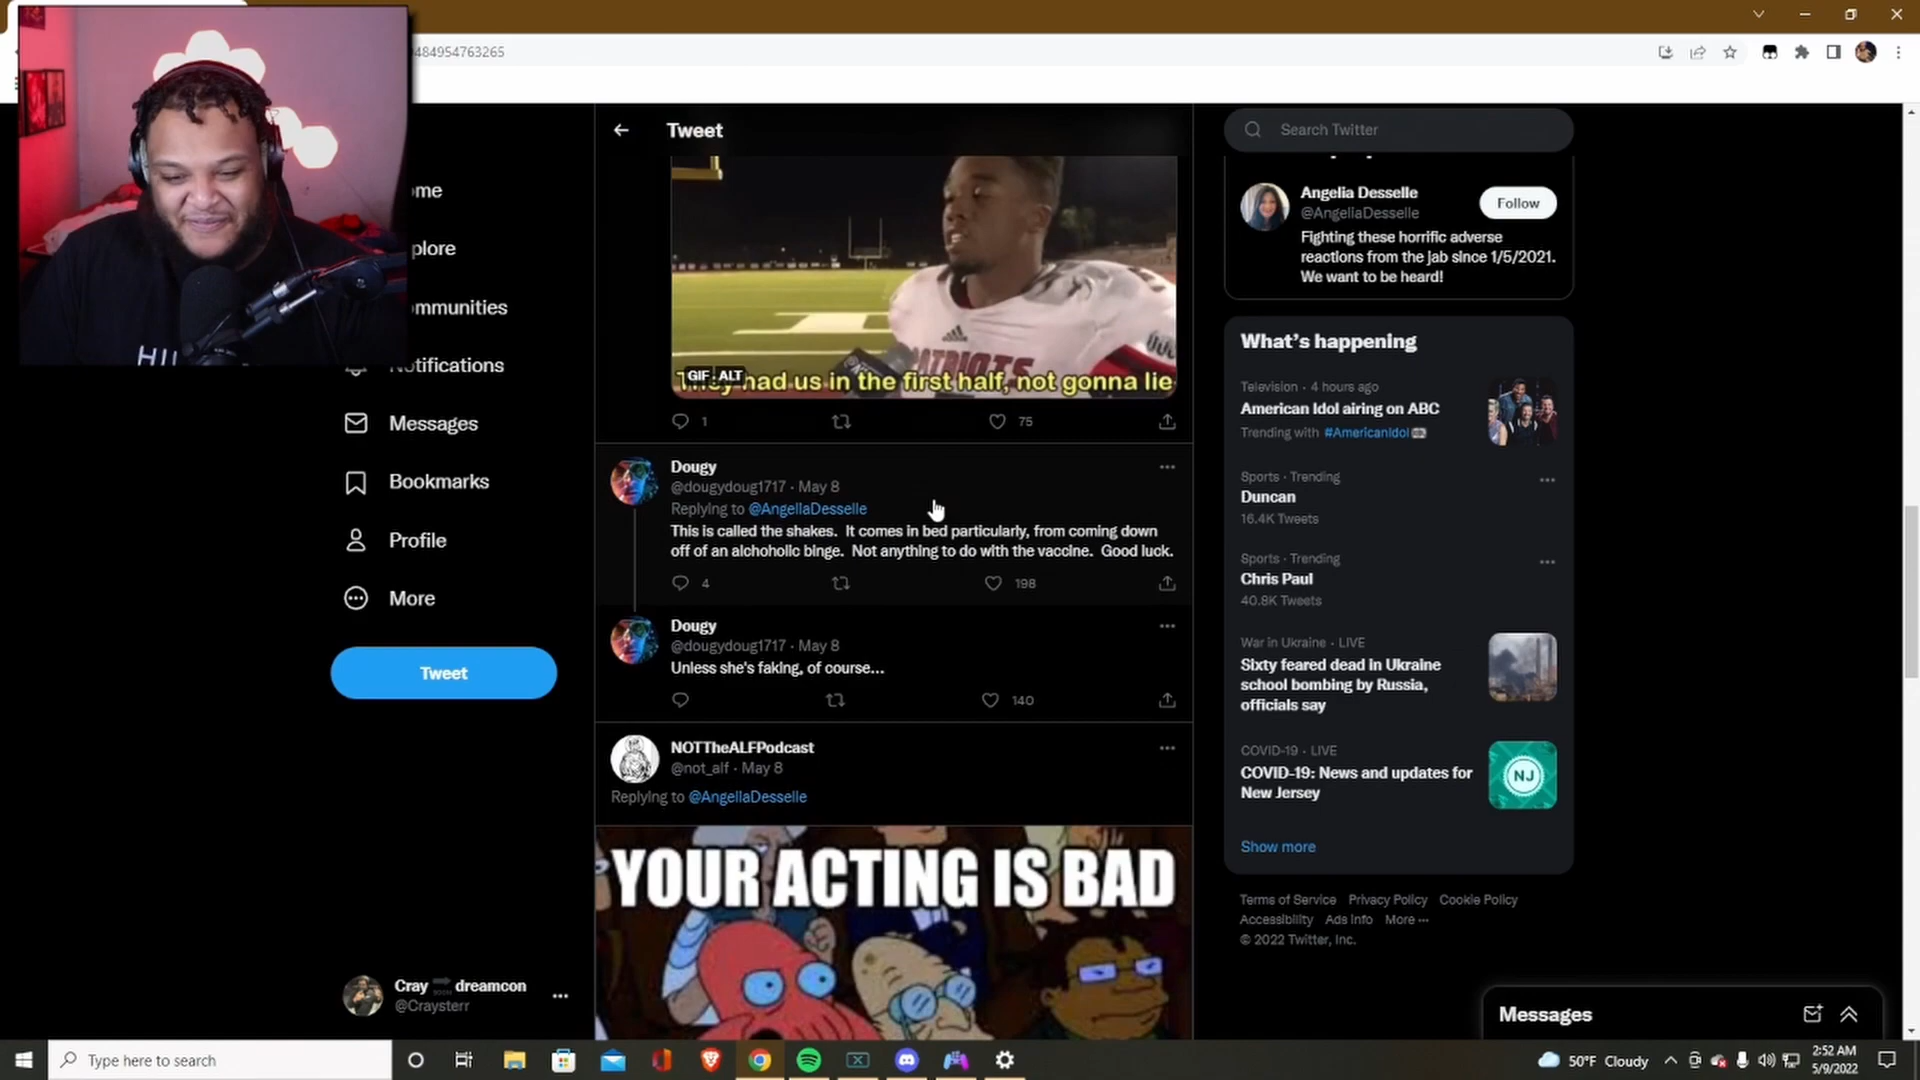 484954763265
ome
plore
mmunities
otifications
Messages
Bookmarks
Profile
More
Tweet
Cray dreamcon
@Craysterr
Tweet
PATRIOTS
GIF ALT
They had us in the first half, not gonna lie
1
75
Dougy
@dougydoug1717 · May 8
Replying to @AngeliaDesselle
This is called the shakes. It comes in bed particularly, from coming down
off of an alchoholic binge. Not anything to do with the vaccine. Good luck.
4
198
Dougy
@dougydoug1717 · May 8
Unless she's faking, of course...
140
NOTTheALFPodcast
@not_alf · May 8
Replying to @AngeliaDesselle
YOUR ACTING IS BAD
Search Twitter
Angelia Desselle
@AngeliaDesselle
Follow
Fighting these horrific adverse
reactions from the jab since 1/5/2021.
We want to be heard!
What's happening
Television · 4 hours ago
American Idol airing on ABC
Trending with #AmericanIdol
Sports · Trending
Duncan
16.4K Tweets
Sports · Trending
Chris Paul
40.8K Tweets
War in Ukraine · LIVE
Sixty feared dead in Ukraine
school bombing by Russia,
officials say
COVID-19 · LIVE
COVID-19: News and updates for
New Jersey
NJ
Show more
Terms of Service Privacy Policy Cookie Policy
Accessibility Ads info More ···
© 2022 Twitter, Inc.
Messages
Type here to search
50°F Cloudy
2:52 AM
5/9/2022